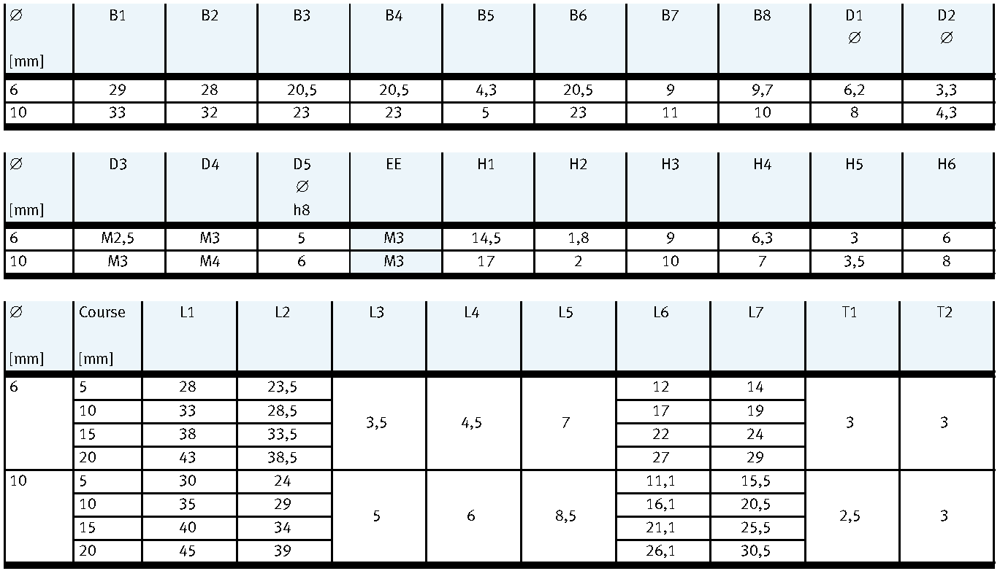 ∅ B1 B2 B3 B4 B5 B6 B7 B8 D1 D2
∅ ∅
[mm]
6 29 28 20,5 20,5 4,3 20,5 9 9,7 6,2 3,3
10 33 32 23 23 5 23 11 10 8 4,3
∅ D3 D4 D5 EE H1 H2 H3 H4 H5 H6
∅
[mm] h8
6 M2,5 M3 5 M3 14,5 1,8 9 6,3 3 6
10 M3 M4 6 M3 17 2 10 7 3,5 8
∅ Course L1 L2 L3 L4 L5 L6 L7 T1 T2
[mm] [mm]
6 5 28 23,5 12 14
10 33 28,5 17 19
3,5 4,5 7 3 3
15 38 33,5 22 24
20 43 38,5 27 29
10 5 30 24 11,1 15,5
10 35 29 16,1 20,5
5 6 8,5 2,5 3
15 40 34 21,1 25,5
20 45 39 26,1 30,5